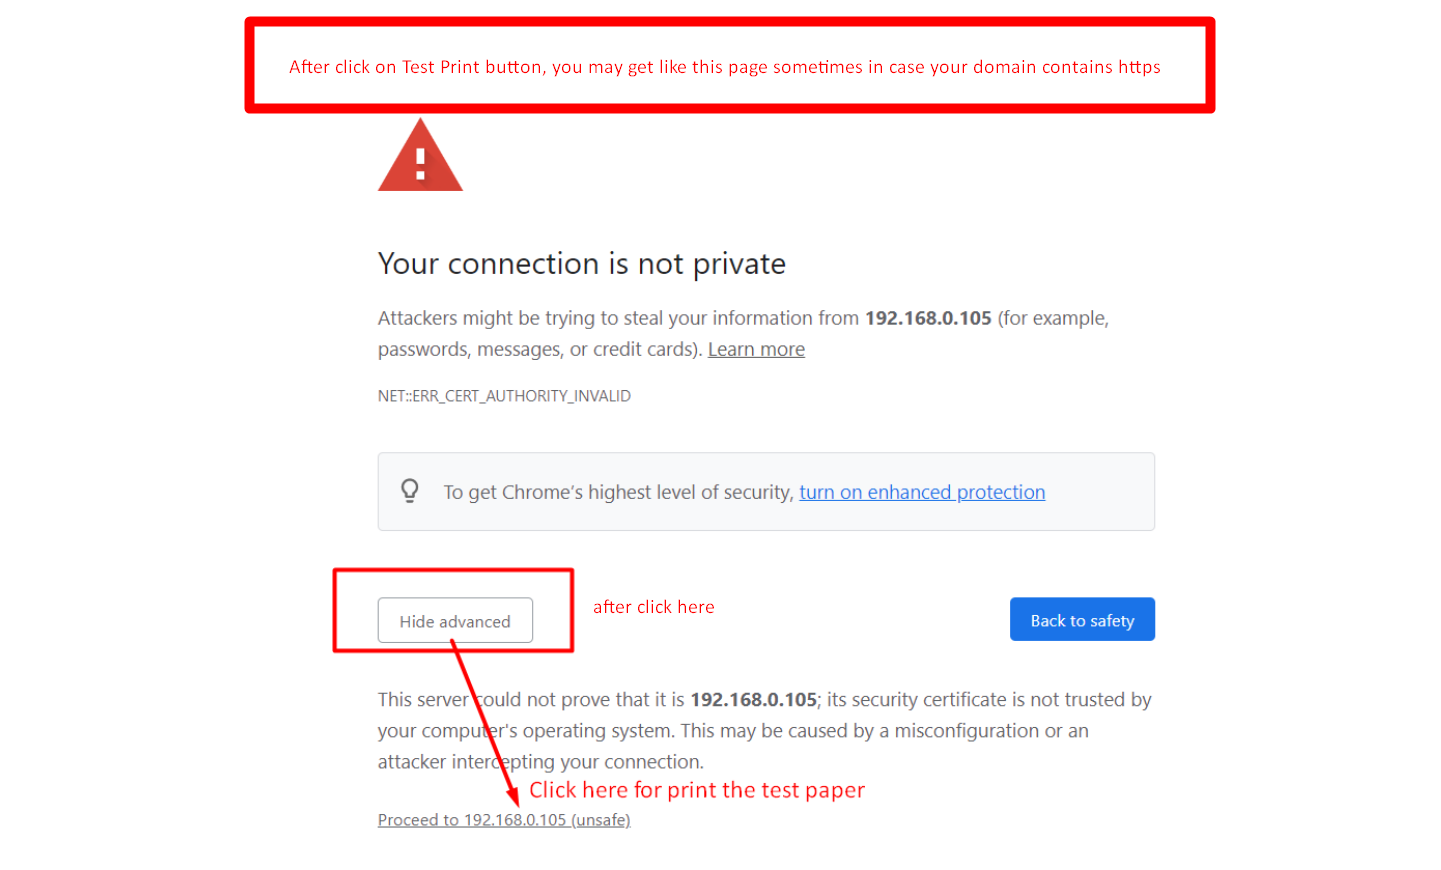 After click on Test Print button, you may get like this page sometimes in case your domain contains https
Your connection is not private
Attackers might be trying to steal your information from 192.168.0.105 (for example,
passwords, messages, or credit cards). Learn more
NET::ERR_CERT_AUTHORITY_INVALID
To get Chrome's highest level of security, turn on enhanced protection
Hide advanced
after click here
Back to safety
This server could not prove that it is 192.168.0.105; its security certificate is not trusted by
your computer's operating system. This may be caused by a misconfiguration or an
attacker intercepting your connection.
Click here for print the test paper
Proceed to 192.168.0.105 (unsafe)